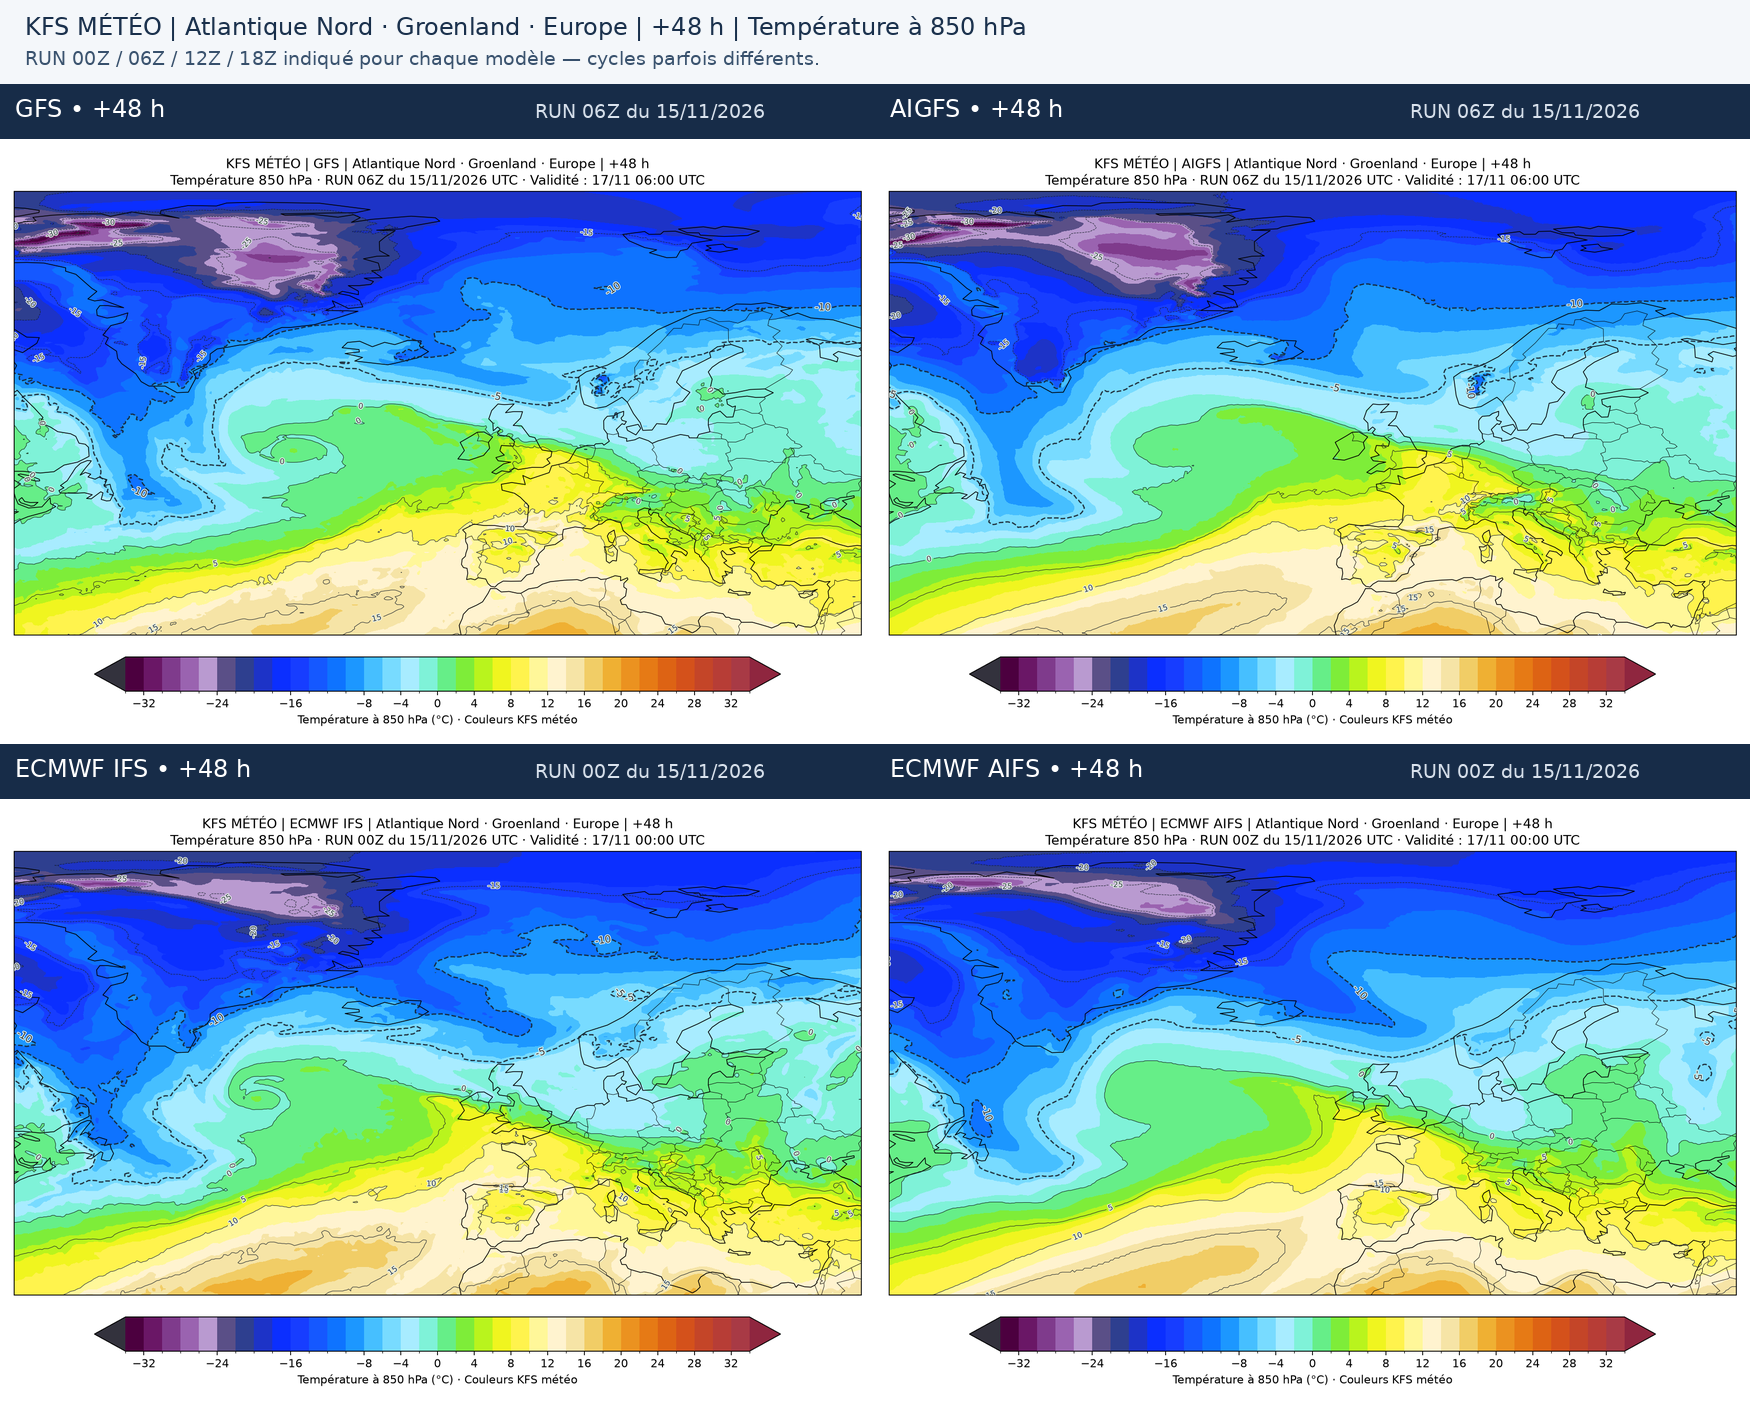 KFS MÉTÉO | Atlantique Nord · Groenland · Europe | +48 h | Température à 850 hPa
RUN 00Z / 06Z / 12Z / 18Z indiqué pour chaque modèle — cycles parfois différents.
GFS • +48 h
RUN 06Z du 15/11/2026
AIGFS • +48 h
RUN 06Z du 15/11/2026
KFS MÉTÉO | GFS | Atlantique Nord · Groenland · Europe | +48 h
Température 850 hPa · RUN 06Z du 15/11/2026 UTC · Validité : 17/11 06:00 UTC
KFS MÉTÉO | AIGFS | Atlantique Nord · Groenland · Europe | +48 h
Température 850 hPa · RUN 06Z du 15/11/2026 UTC · Validité : 17/11 06:00 UTC
−32 −24 −16 −8 −4 0 4 8 12 16 20 24 28 32
Température à 850 hPa (°C) · Couleurs KFS météo
−32 −24 −16 −8 −4 0 4 8 12 16 20 24 28 32
Température à 850 hPa (°C) · Couleurs KFS météo
ECMWF IFS • +48 h
RUN 00Z du 15/11/2026
ECMWF AIFS • +48 h
RUN 00Z du 15/11/2026
KFS MÉTÉO | ECMWF IFS | Atlantique Nord · Groenland · Europe | +48 h
Température 850 hPa · RUN 00Z du 15/11/2026 UTC · Validité : 17/11 00:00 UTC
KFS MÉTÉO | ECMWF AIFS | Atlantique Nord · Groenland · Europe | +48 h
Température 850 hPa · RUN 00Z du 15/11/2026 UTC · Validité : 17/11 00:00 UTC
−32 −24 −16 −8 −4 0 4 8 12 16 20 24 28 32
Température à 850 hPa (°C) · Couleurs KFS météo
−32 −24 −16 −8 −4 0 4 8 12 16 20 24 28 32
Température à 850 hPa (°C) · Couleurs KFS météo